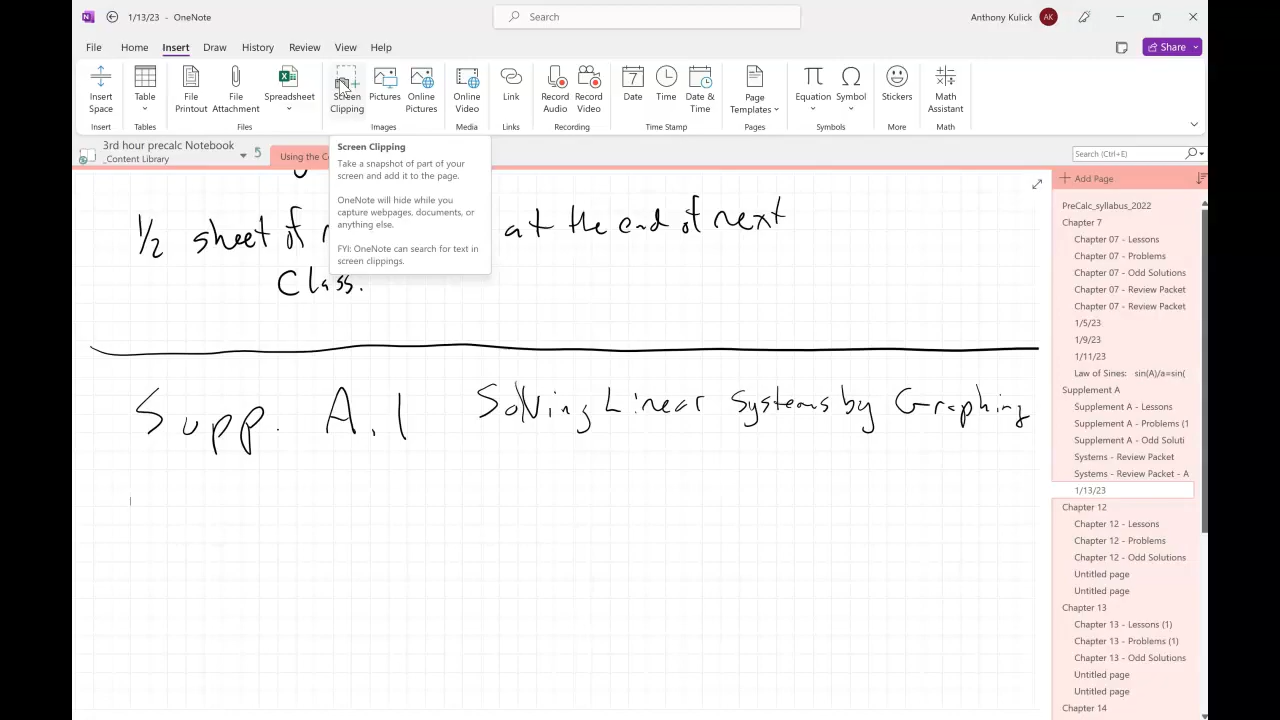 1/13/23 - OneNote
Search
Anthony Kulick
AK
File Home Insert Draw History Review View Help
Share
Insert Space
Table
File Printout
File Attachment
Spreadsheet
Screen Clipping
Pictures
Online Pictures
Online Video
Link
Record Audio
Record Video
Date
Time
Date & Time
Page Templates
Equation
Symbol
Stickers
Math Assistant
Insert Tables Files Images Media Links Recording Time Stamp Pages Symbols More Math
3rd hour precalc Notebook
_Content Library
Using the Co
Search (Ctrl+E)
Screen Clipping
Take a snapshot of part of your
screen and add it to the page.
OneNote will hide while you
capture webpages, documents, or
anything else.
FYI: OneNote can search for text in
screen clippings.
1/2 sheet of at the end of next
Class.
Supp. A.1 Solving Linear Systems by Graphing
Add Page
PreCalc_syllabus_2022
Chapter 7
Chapter 07 - Lessons
Chapter 07 - Problems
Chapter 07 - Odd Solutions
Chapter 07 - Review Packet
Chapter 07 - Review Packet
1/5/23
1/9/23
1/11/23
Law of Sines: sin(A)/a=sin(
Supplement A
Supplement A - Lessons
Supplement A - Problems (1
Supplement A - Odd Soluti
Systems - Review Packet
Systems - Review Packet - A
1/13/23
Chapter 12
Chapter 12 - Lessons
Chapter 12 - Problems
Chapter 12 - Odd Solutions
Untitled page
Untitled page
Chapter 13
Chapter 13 - Lessons (1)
Chapter 13 - Problems (1)
Chapter 13 - Odd Solutions
Untitled page
Untitled page
Chapter 14